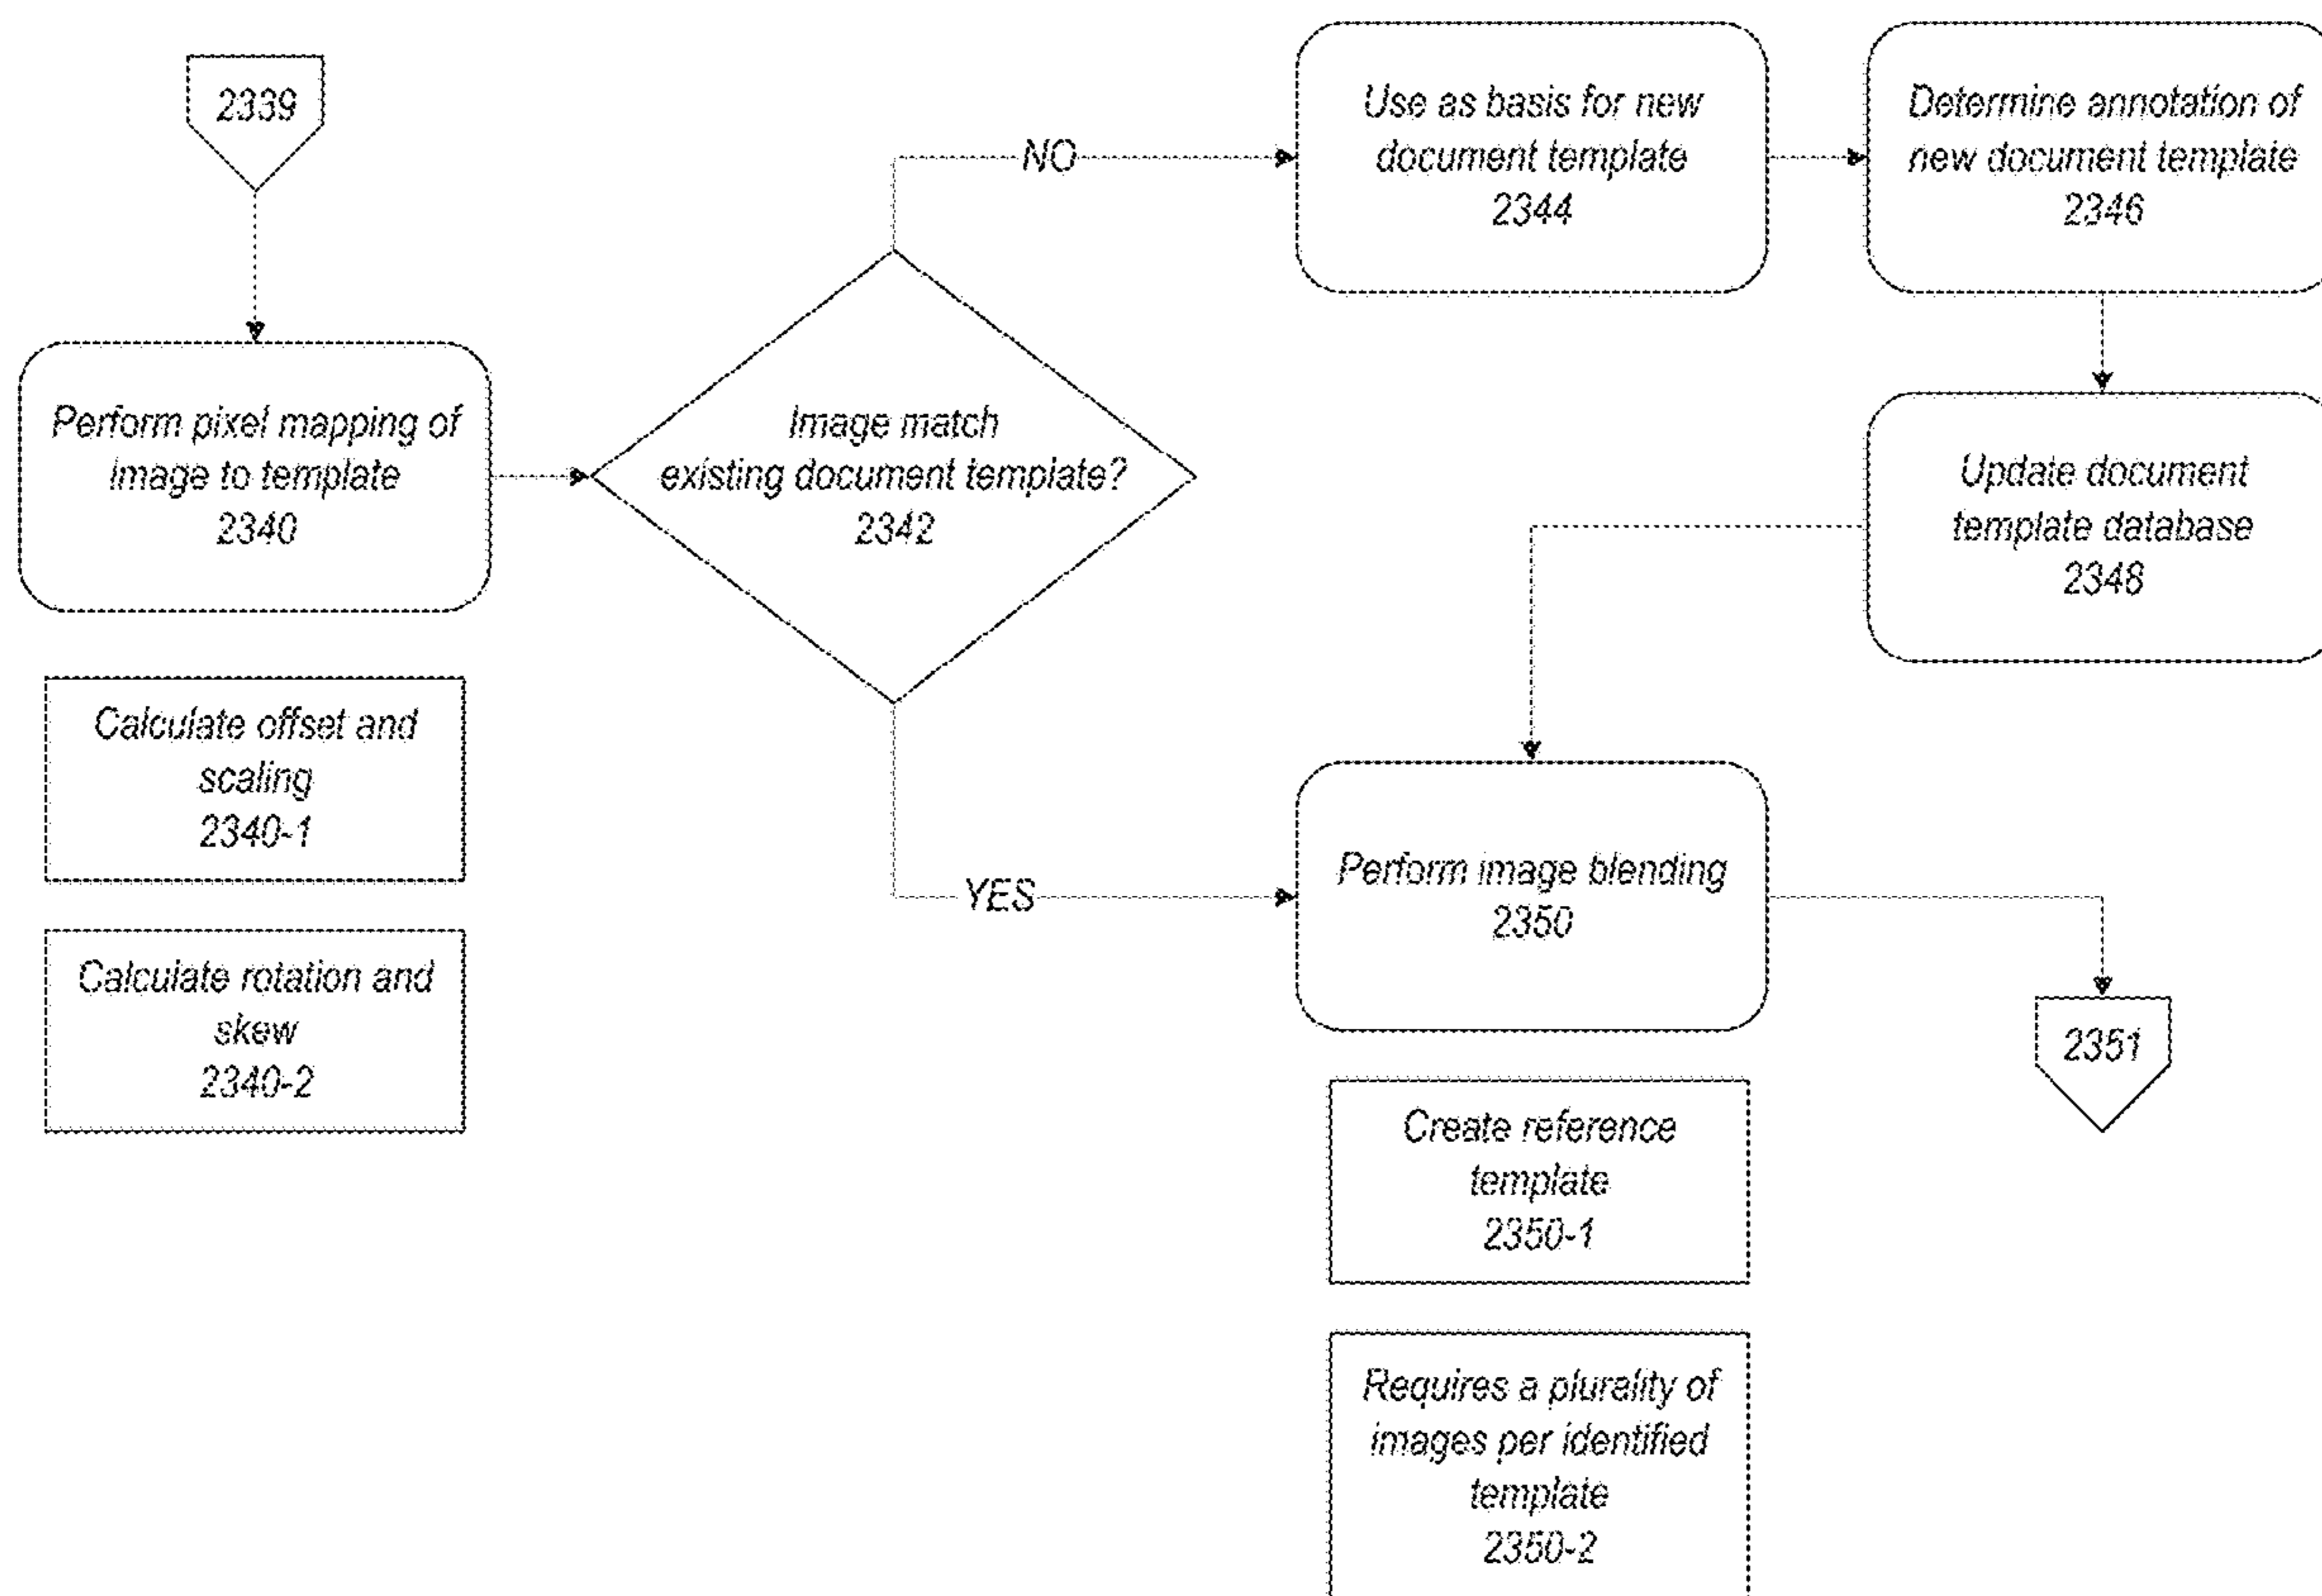 2339
Perform pixel mapping of
image to template
2340
Calculate offset and
scaling
2340-1
Calculate rotation and
skew
2340-2
Image match
existing document template?
2342
NO
YES
Use as basis for new
document template
2344
Determine annotation of
new document template
2346
Update document
template database
2348
Perform image blending
2350
Create reference
template
2350-1
Requires a plurality of
images per identified
template
2350-2
2351